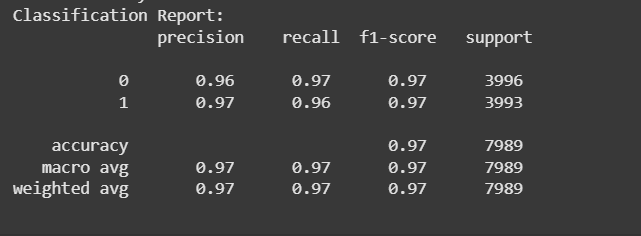 Classification Report:
precision recall f1-score support
0 0.96 0.97 0.97 3996
1 0.97 0.96 0.97 3993
accuracy 0.97 7989
macro avg 0.97 0.97 0.97 7989
weighted avg 0.97 0.97 0.97 7989